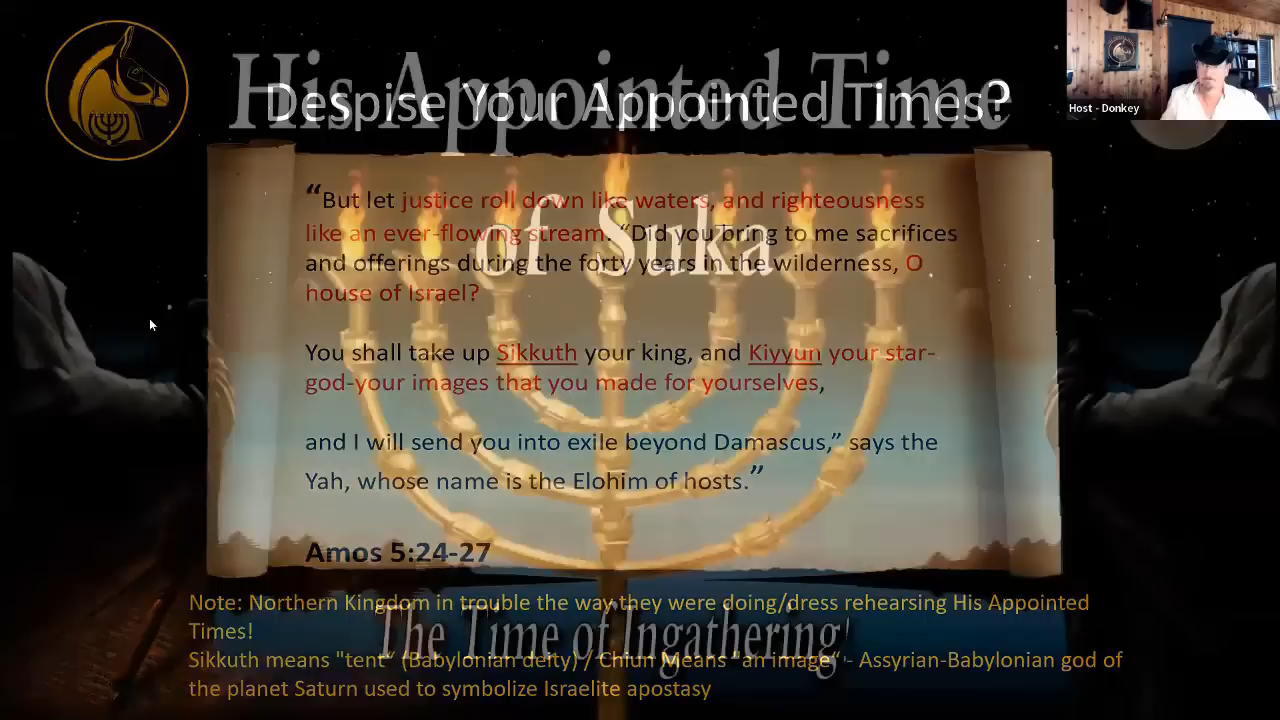 His Appointed Time
Despise Your Appointed Times?
Host - Donkey
of Suka
“But let justice roll down like waters, and righteousness
like an ever-flowing stream. “Did you bring to me sacrifices
and offerings during the forty years in the wilderness, O
house of Israel?
You shall take up Sikkuth your king, and Kiyyun your star-
god-your images that you made for yourselves,
and I will send you into exile beyond Damascus,” says the
Yah, whose name is the Elohim of hosts.”
Amos 5:24-27
Note: Northern Kingdom in trouble the way they were doing/dress rehearsing His Appointed
Times!
The Time of Ingathering!
Sikkuth means "tent“ (Babylonian deity) / Chiun Means "an image“ - Assyrian-Babylonian god of
the planet Saturn used to symbolize Israelite apostasy